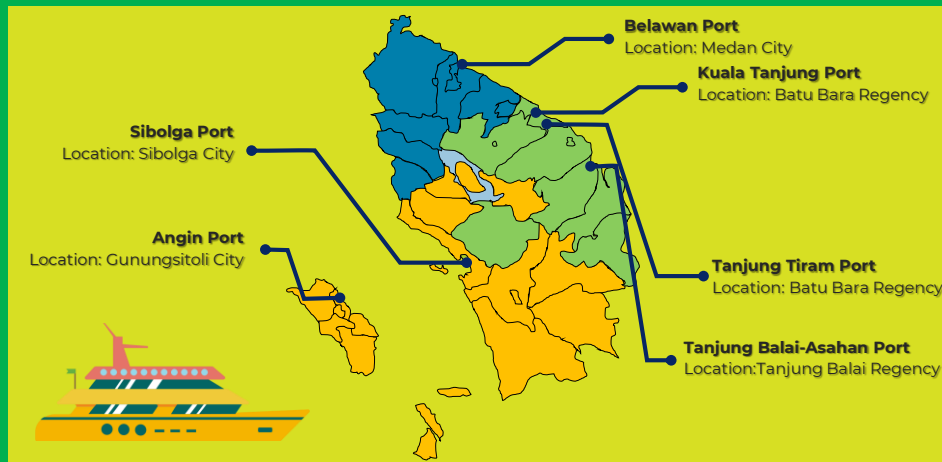 Belawan Port
Location: Medan City
Kuala Tanjung Port
Location: Batu Bara Regency
Sibolga Port
Location: Sibolga City
Angin Port
Location: Gunungsitoli City
Tanjung Tiram Port
Location: Batu Bara Regency
Tanjung Balai-Asahan Port
Location:Tanjung Balai Regency